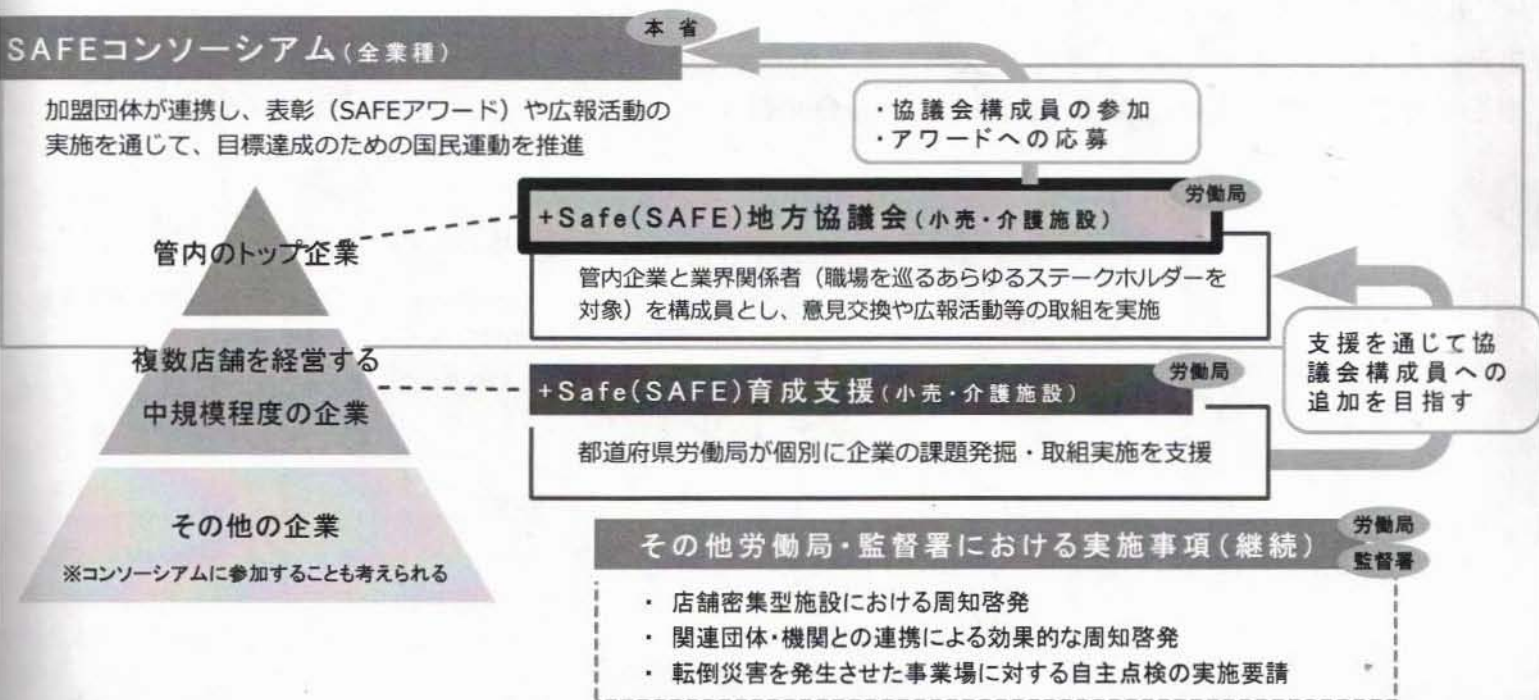 本省
SAFEコンソーシアム(全業種)
加盟団体が連携し、表彰（SAFEアワード）や広報活動の
実施を通じて、目標達成のための国民運動を推進
・協議会構成員の参加
・アワードへの応募
管内のトップ企業
労働局
+Safe(SAFE)地方協議会(小売・介護施設)
管内企業と業界関係者（職場を巡るあらゆるステークホルダーを
対象）を構成員とし、意見交換や広報活動等の取組を実施
支援を通じて協
議会構成員への
追加を目指す
複数店舗を経営する
中規模程度の企業
労働局
+Safe(SAFE)育成支援(小売・介護施設)
都道府県労働局が個別に企業の課題発掘・取組実施を支援
その他の企業
※コンソーシアムに参加することも考えられる
労働局
監督署
その他労働局・監督署における実施事項(継続)
・ 店舗密集型施設における周知啓発
・ 関連団体・機関との連携による効果的な周知啓発
・ 転倒災害を発生させた事業場に対する自主点検の実施要請